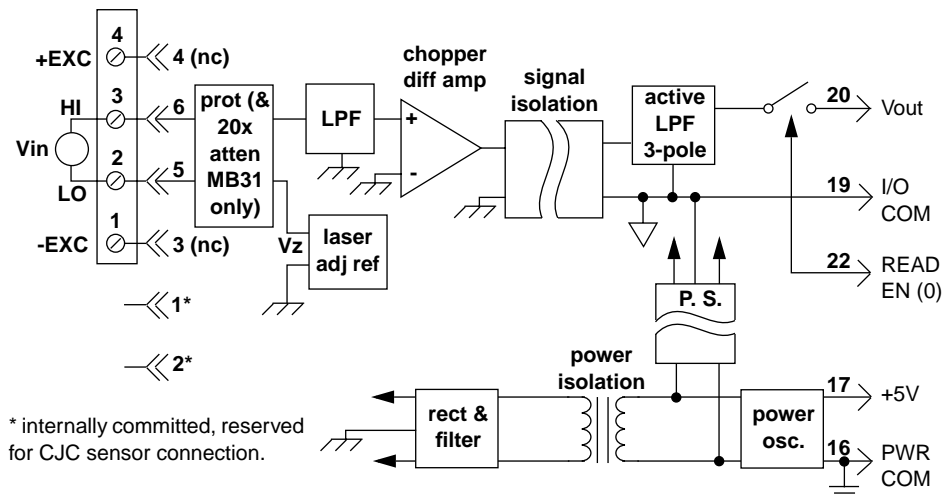 4
+EXC
4 (nc)
HI
3
6
Vin
2
5
LO
1
-EXC
3 (nc)
prot (&
20x
atten
MB31
only)
LPF
Vz
laser
adj ref
chopper
diff amp
+
-
signal
isolation
active
LPF
3-pole
20
Vout
19
I/O
COM
22
READ
EN (0)
P. S.
1*
2*
* internally committed, reserved
for CJC sensor connection.
rect &
filter
power
isolation
power
osc.
17
+5V
16
PWR
COM